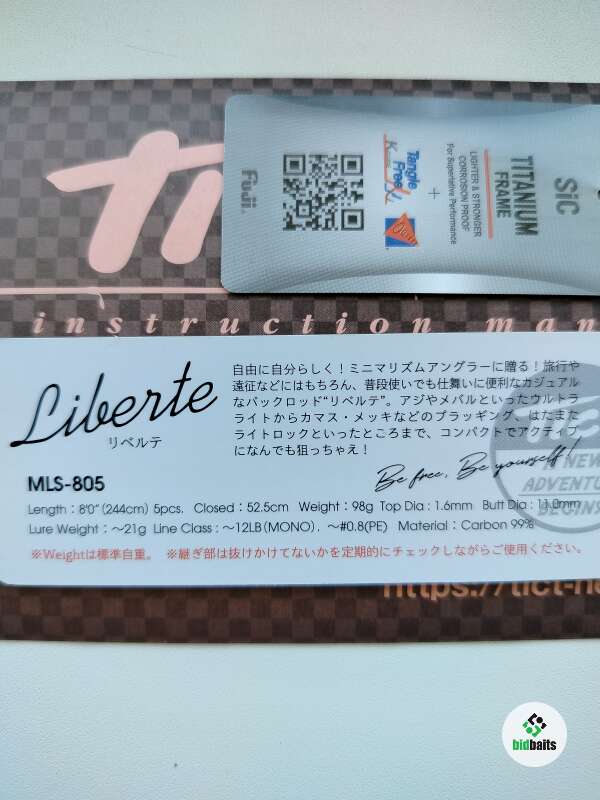 SiC
TITANIUM
FRAME
LIGHTER & STRONGER
CORROSION PROOF
For Superlative Performance
Tangle
Free
+
Fuji
Fuji.
instruction man
Liberte
リベルテ
自由に自分らしく！ミニマリズムアングラーに贈る！旅行や
遠征などにはもちろん、普段使いでも仕舞いに便利なカジュアル
なパックロッド“リベルテ”。アジやメバルといったウルトラ
ライトからカマス・メッキなどのプラッギング、はたまた
ライトロックといったところまで、コンパクトでアクティブ
になんでも狙っちゃえ！
Be free, Be yourself!
A NEW
ADVENTURE
BEGINS
MLS-805
Length : 8'0"(244cm) 5pcs. Closed : 52.5cm Weight : 98g Top Dia : 1.6mm Butt Dia : 11.0mm
Lure Weight : ～21g Line Class : ～12LB(MONO) . ～#0.8(PE) Material : Carbon 99%
※Weightは標準自重。 ※継ぎ部は抜けかけてないかを定期的にチェックしながらご使用ください。
https://tict-n
bidbaits